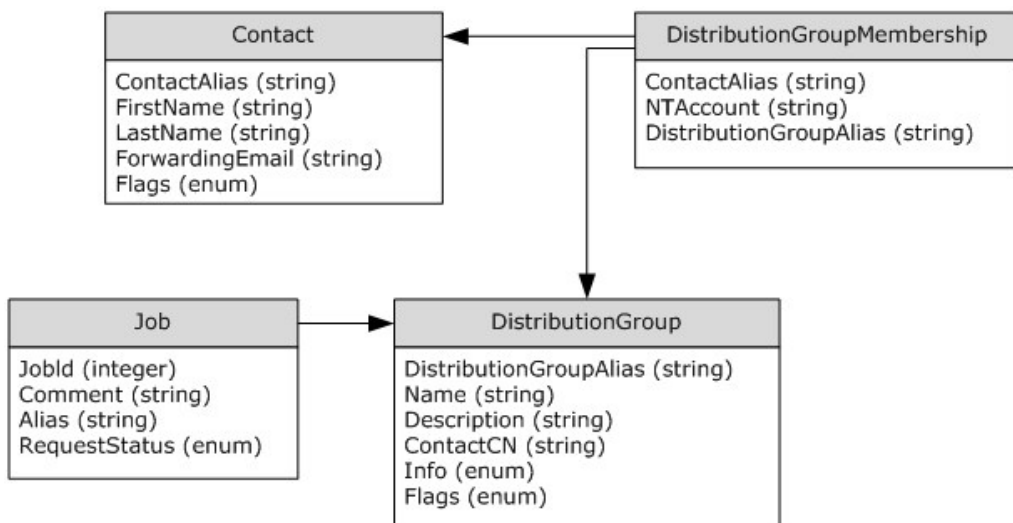 Contact
ContactAlias (string)
FirstName (string)
LastName (string)
ForwardingEmail (string)
Flags (enum)
DistributionGroupMembership
ContactAlias (string)
NTAccount (string)
DistributionGroupAlias (string)
Job
JobId (integer)
Comment (string)
Alias (string)
RequestStatus (enum)
DistributionGroup
DistributionGroupAlias (string)
Name (string)
Description (string)
ContactCN (string)
Info (enum)
Flags (enum)